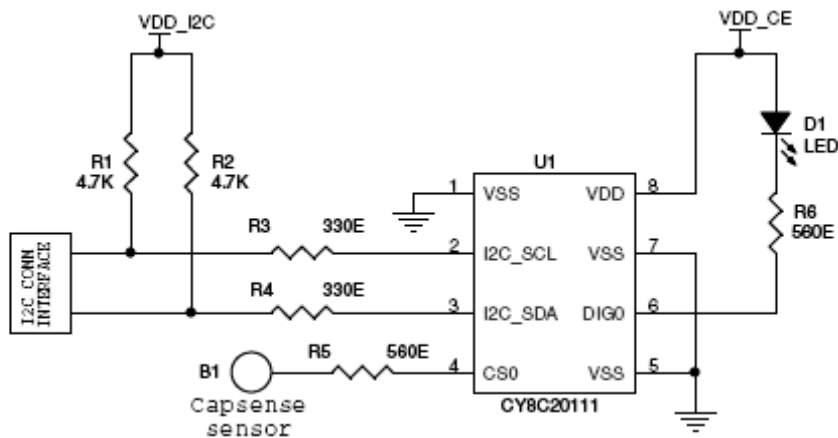 VDD_I2C
VDD_CE
R1
4.7K
R2
4.7K
D1
LED
U1
R6
560E
1
VSS
VDD
8
R3
330E
2
I2C_SCL
VSS
7
I2C COMM
INTERFACE
R4
330E
3
I2C_SDA
DIG0
6
B1
R5
560E
4
CS0
VSS
5
Capsense
sensor
CY8C20111